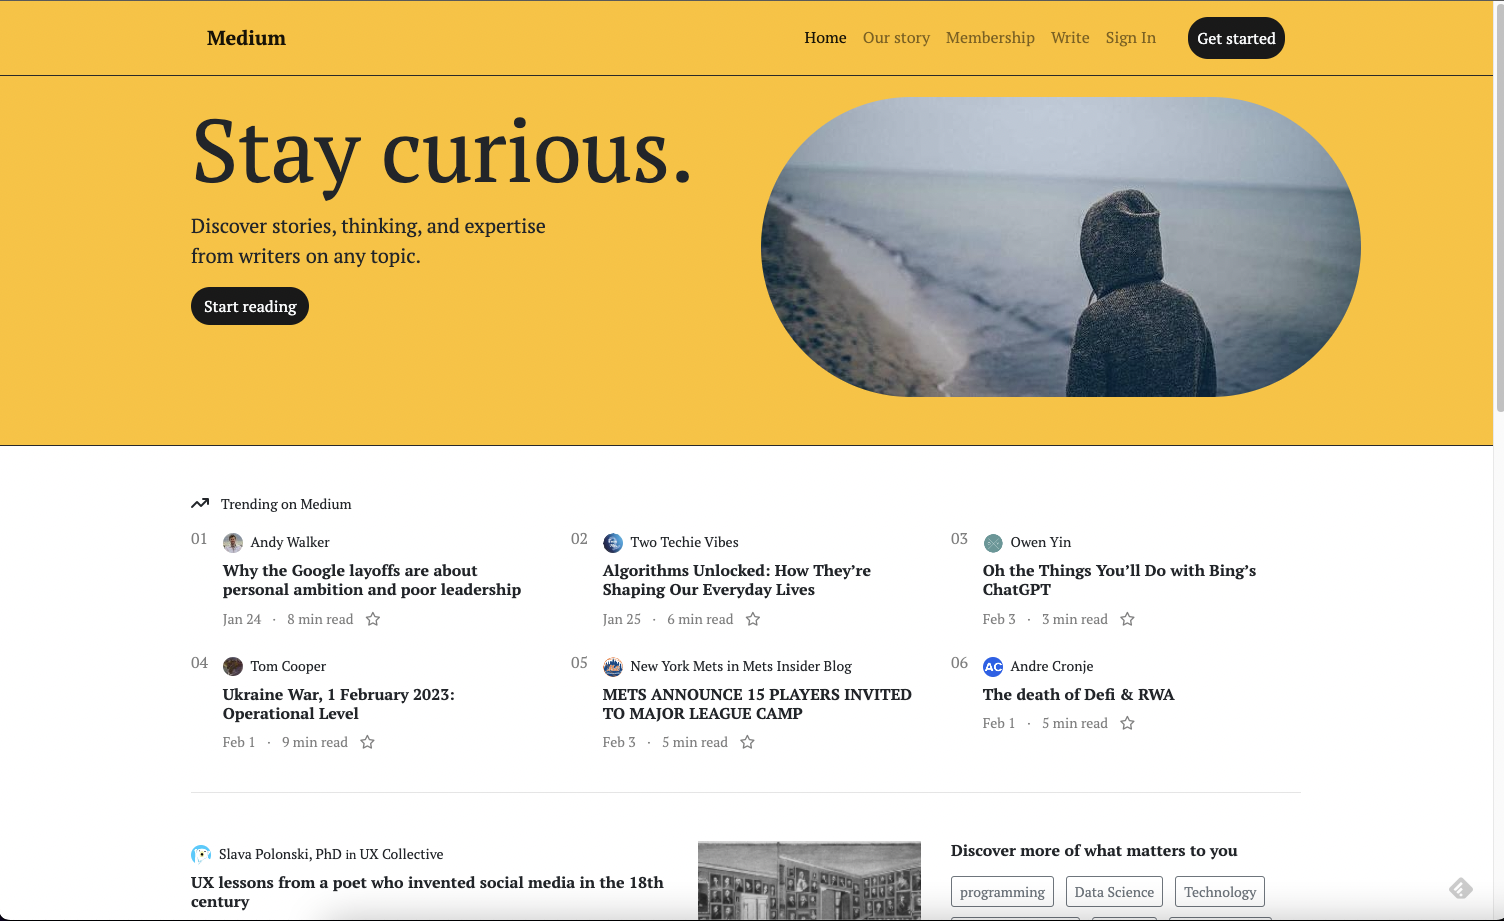 Medium
Home Our story Membership Write Sign In Get started
Stay curious.
Discover stories, thinking, and expertise
from writers on any topic.
Start reading
Trending on Medium
01 Andy Walker
Why the Google layoffs are about
personal ambition and poor leadership
Jan 24 · 8 min read
02 Two Techie Vibes
Algorithms Unlocked: How They’re
Shaping Our Everyday Lives
Jan 25 · 6 min read
03 Owen Yin
Oh the Things You’ll Do with Bing’s
ChatGPT
Feb 3 · 3 min read
04 Tom Cooper
Ukraine War, 1 February 2023:
Operational Level
Feb 1 · 9 min read
05 New York Mets in Mets Insider Blog
METS ANNOUNCE 15 PLAYERS INVITED
TO MAJOR LEAGUE CAMP
Feb 3 · 5 min read
06 AC Andre Cronje
The death of Defi & RWA
Feb 1 · 5 min read
Slava Polonski, PhD in UX Collective
UX lessons from a poet who invented social media in the 18th
century
Discover more of what matters to you
programming Data Science Technology